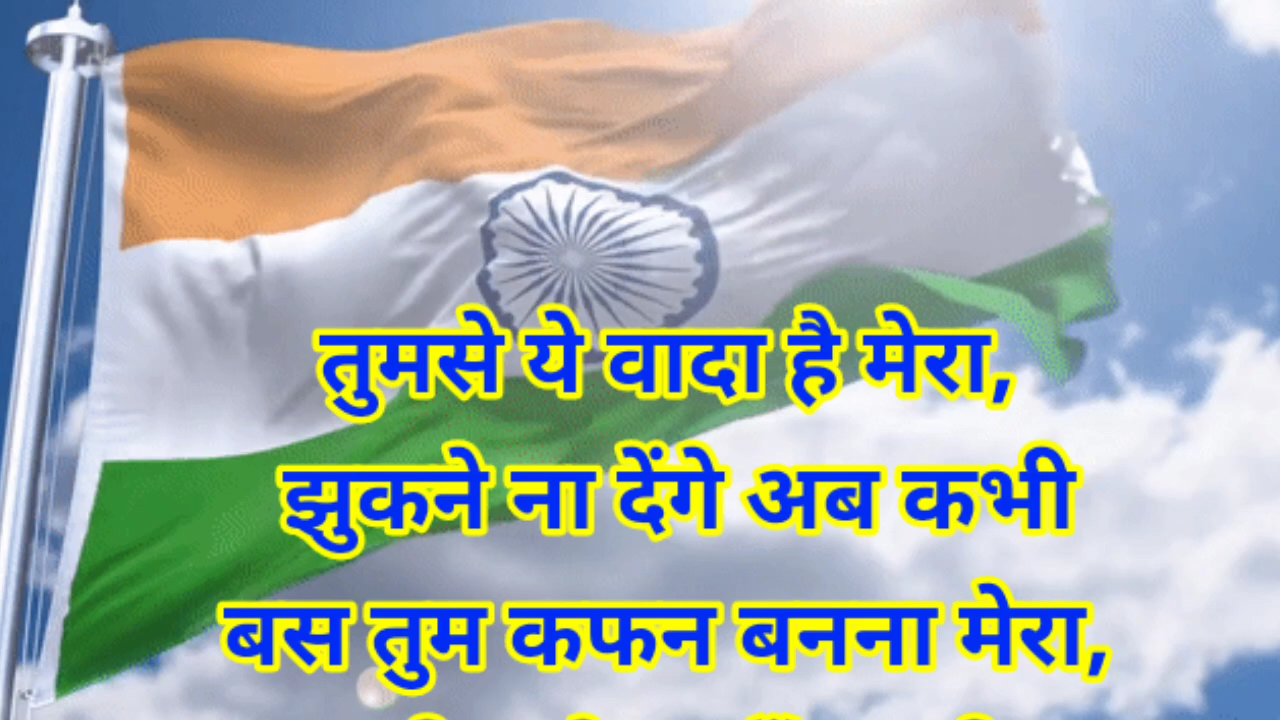 तुमसे ये वादा है मेरा,
झुकने ना देंगे अब कभी
बस तुम कफन बनना मेरा,